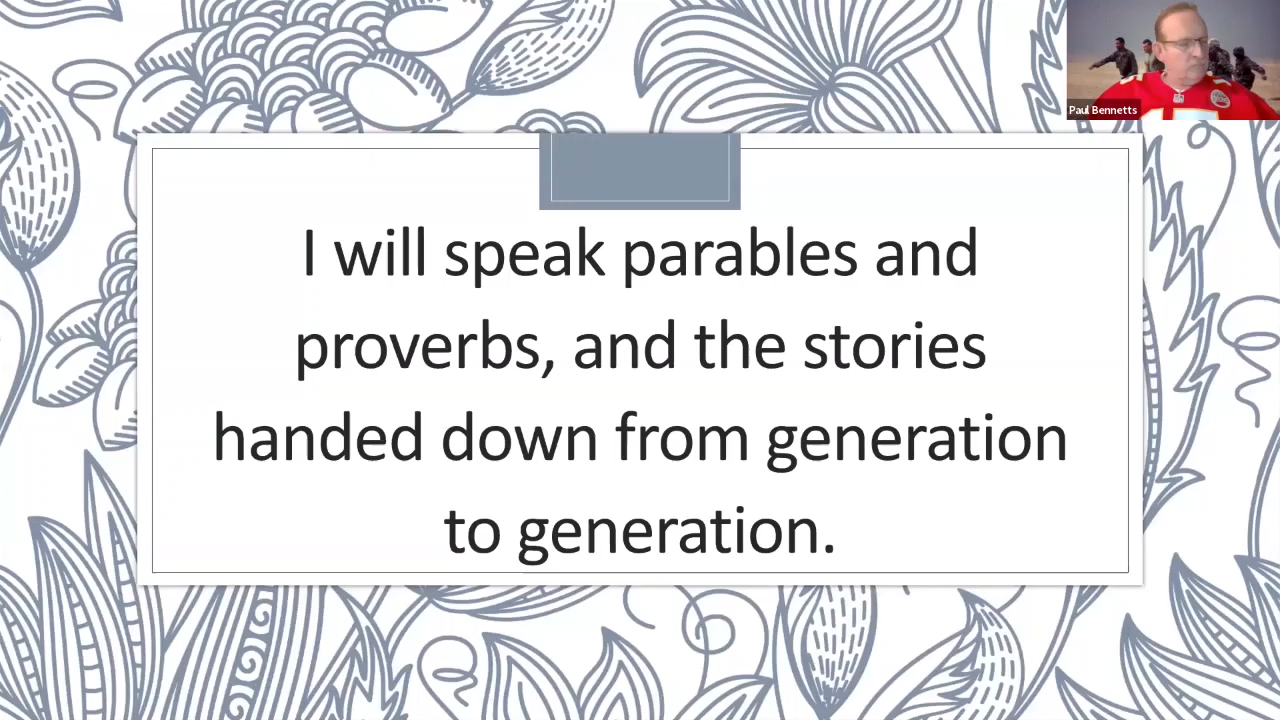 Paul Bennetts
I will speak parables and
proverbs, and the stories
handed down from generation
to generation.